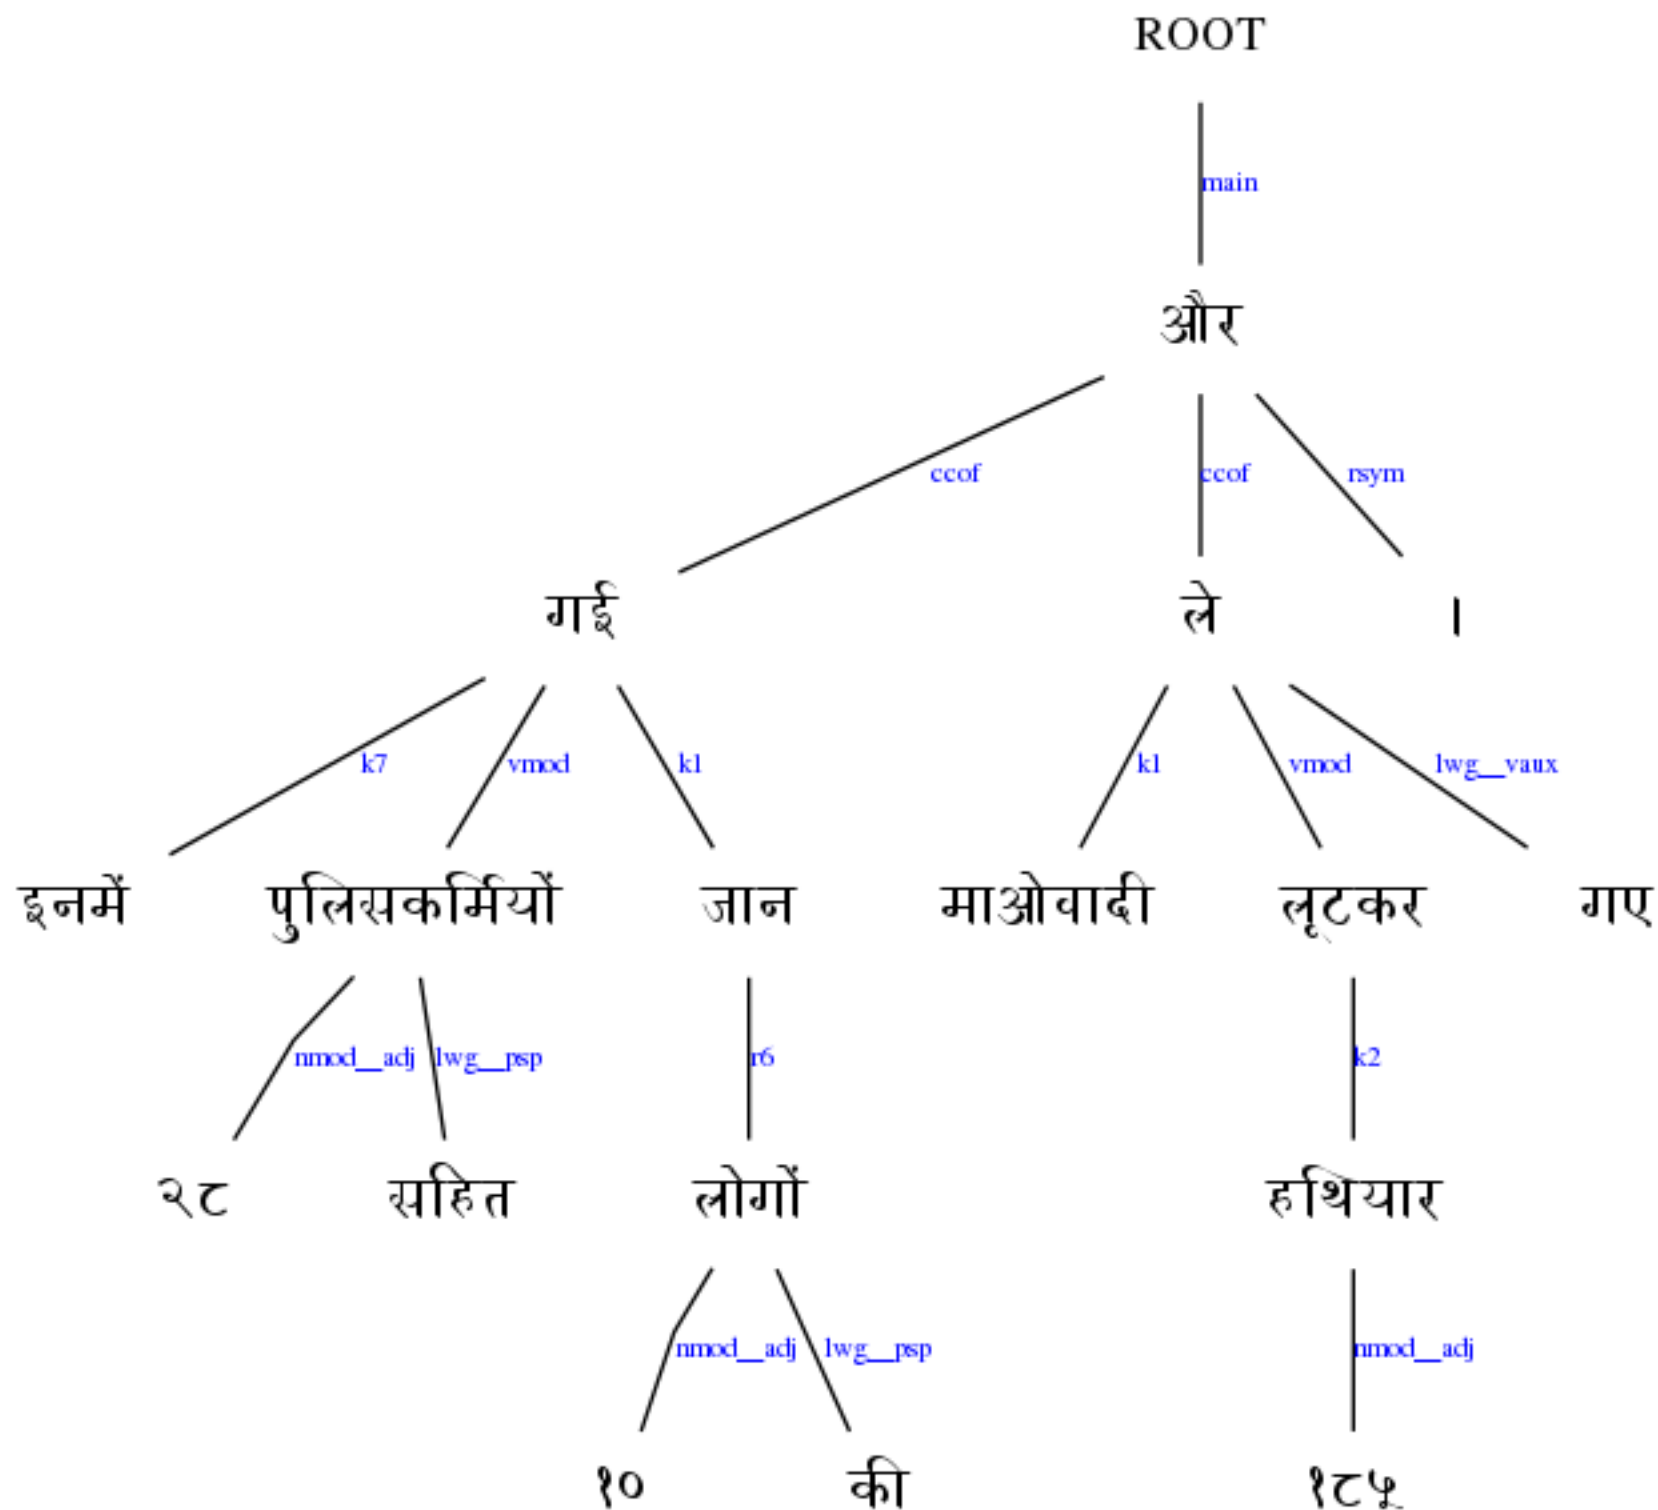 ROOT
main
और
ccof ccof rsym
गई ले ।
k7 vmod k1 k1 vmod lwg__vaux
इनमें पुलिसकर्मियों जान माओवादी लूटकर गए
nmod__adj lwg__psp r6 k2
२८ सहित लोगों हथियार
nmod__adj lwg__psp nmod__adj
१० की १८५